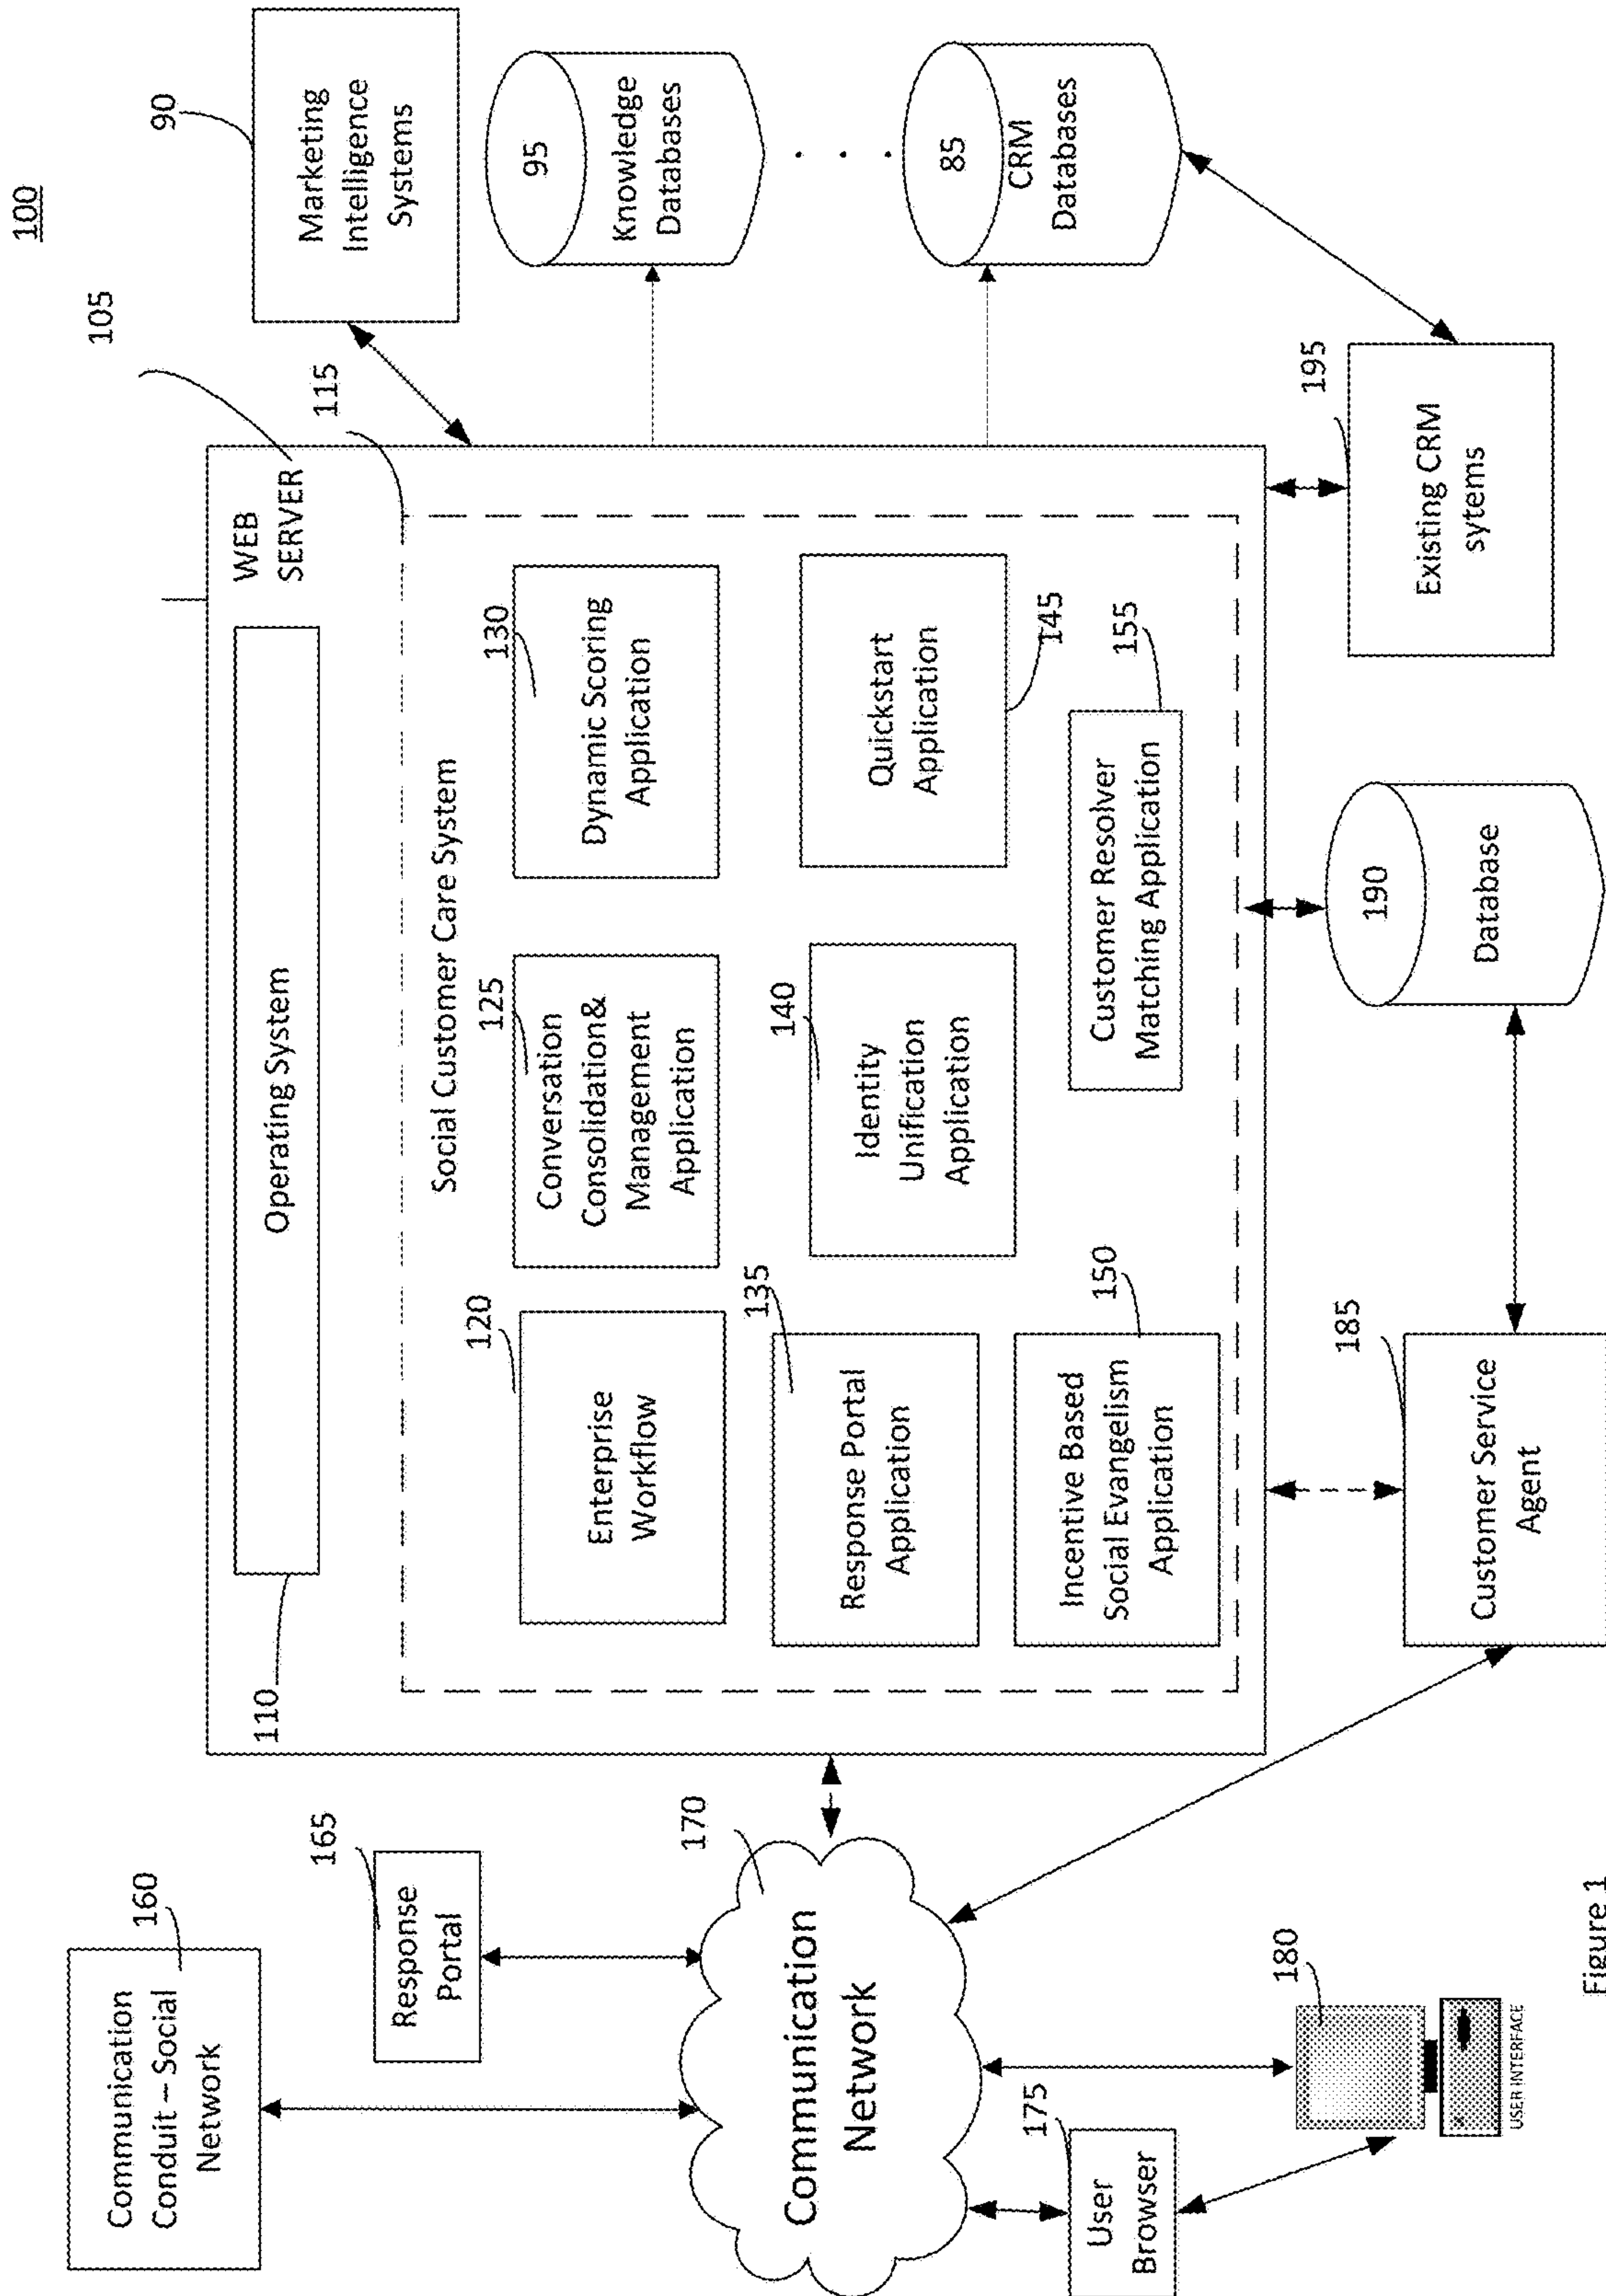 100
Communication
Conduit – Social
Network
160
Response
Portal
165
Communication
Network
170
User
Browser
175
180
USER INTERFACE
WEB
SERVER
105
Operating System
110
115
Social Customer Care System
Enterprise
Workflow
120
Conversation
Consolidation&
Management
Application
125
Dynamic Scoring
Application
130
Response Portal
Application
135
Identity
Unification
Application
140
Quickstart
Application
145
Incentive Based
Social Evangelism
Application
150
Customer Resolver
Matching Application
155
Marketing
Intelligence
Systems
90
95
Knowledge
Databases
. . .
85
CRM
Databases
Customer Service
Agent
185
190
Database
Existing CRM
sytems
195
Figure 1